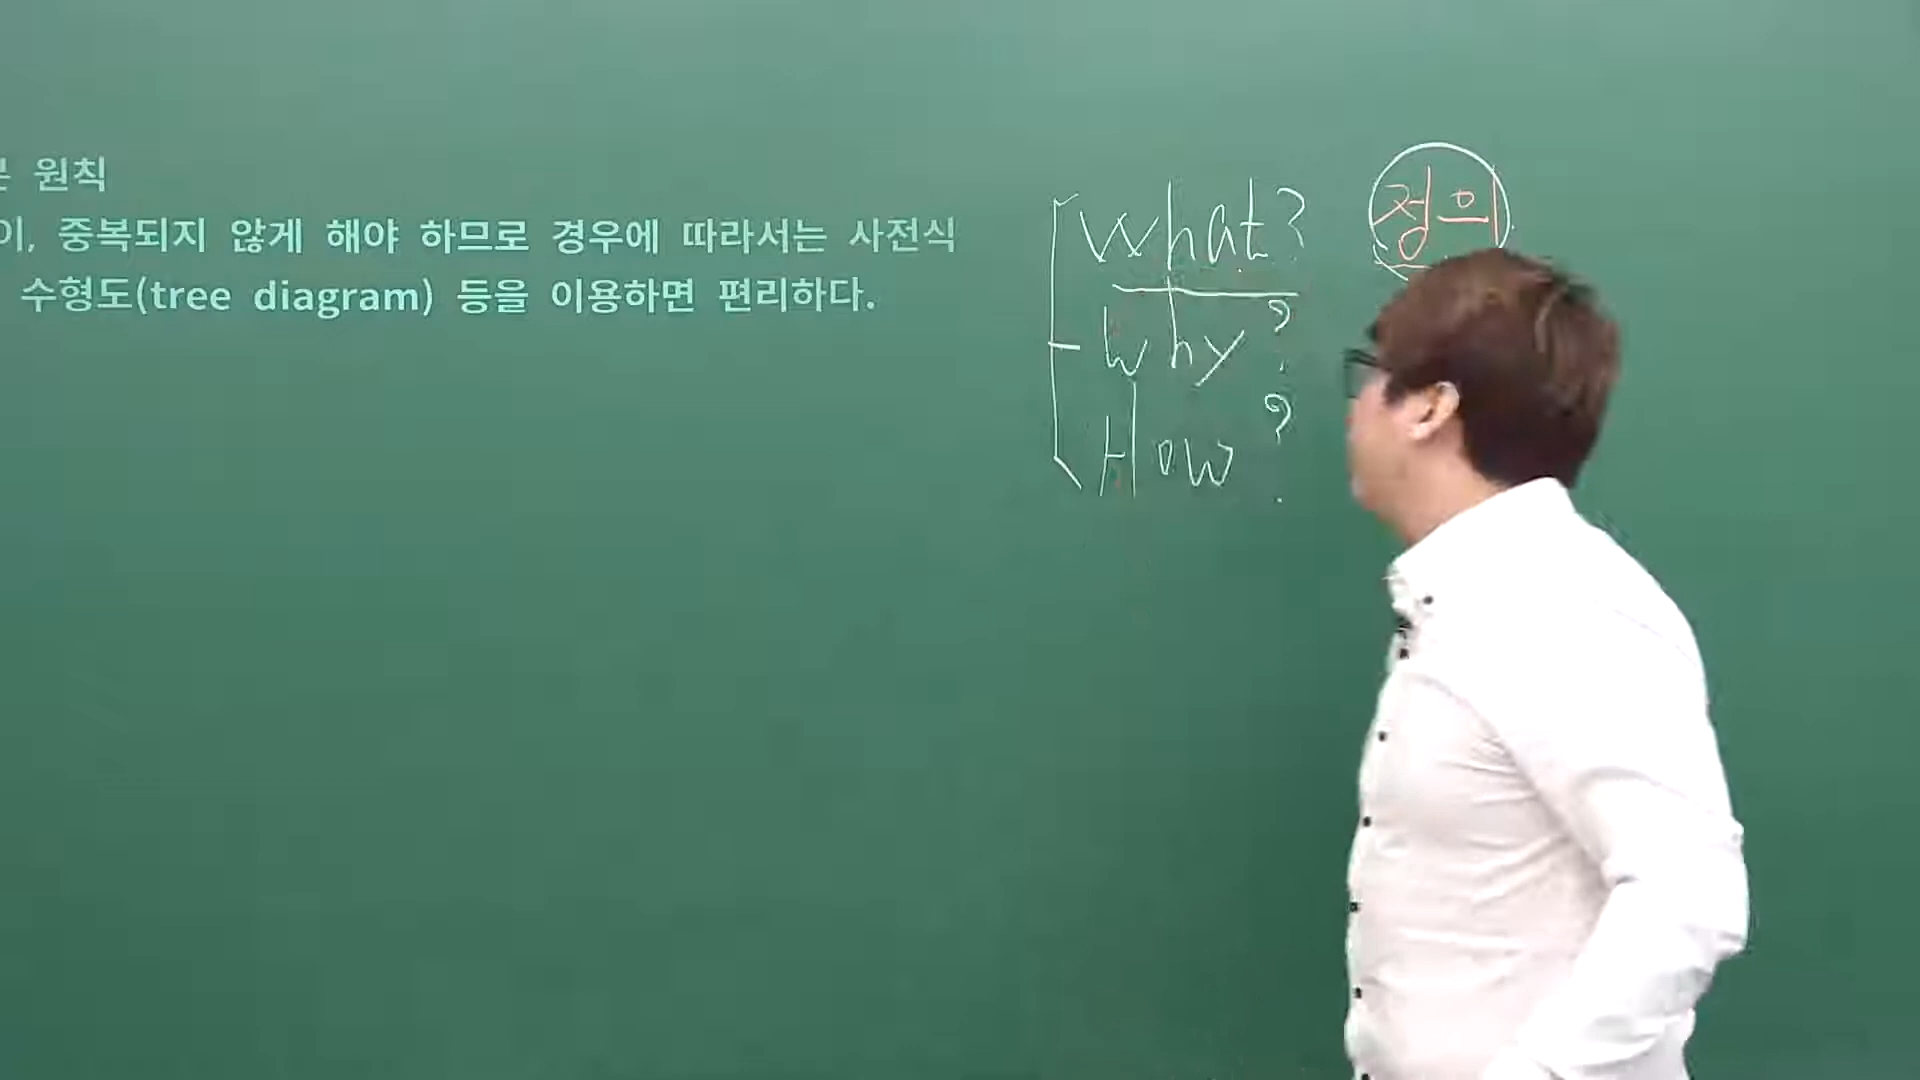 원칙
이, 중복되지 않게 해야 하므로 경우에 따라서는 사전식
수형도(tree diagram) 등을 이용하면 편리하다.
What? 정의
Why?
How?